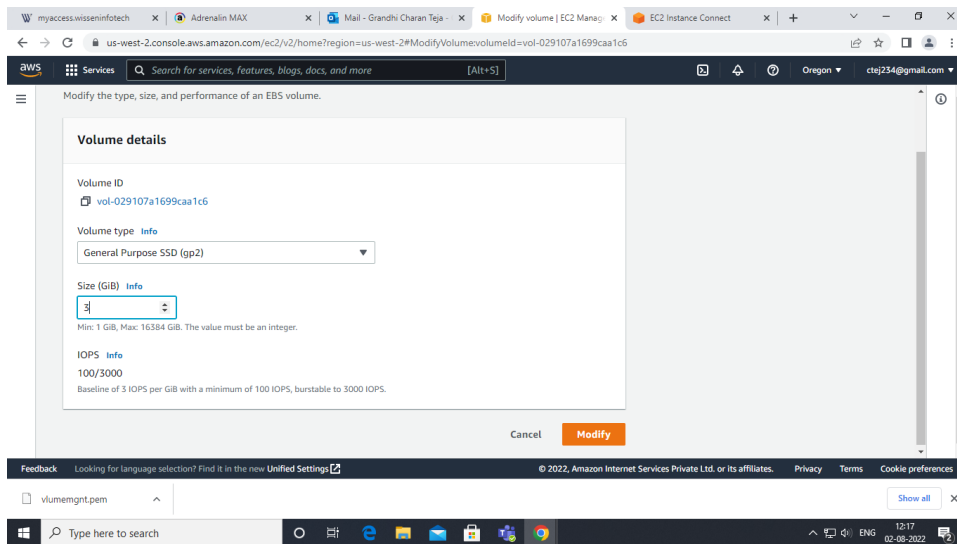 myaccess.wisseninfotech
Adrenalin MAX
Mail - Grandhi Charan Teja -
Modify volume | EC2 Manag
EC2 Instance Connect
us-west-2.console.aws.amazon.com/ec2/v2/home?region=us-west-2#ModifyVolume:volumeId=vol-029107a1699caa1c6
aws
Services
Search for services, features, blogs, docs, and more
[Alt+S]
Oregon
ctej234@gmail.com
Modify the type, size, and performance of an EBS volume.
Volume details
Volume ID
vol-029107a1699caa1c6
Volume type Info
General Purpose SSD (gp2)
Size (GiB) Info
3
Min: 1 GiB, Max: 16384 GiB. The value must be an integer.
IOPS Info
100/3000
Baseline of 3 IOPS per GiB with a minimum of 100 IOPS, burstable to 3000 IOPS.
Cancel
Modify
Feedback
Looking for language selection? Find it in the new Unified Settings
© 2022, Amazon Internet Services Private Ltd. or its affiliates.
Privacy
Terms
Cookie preferences
vlumemgnt.pem
Show all
Type here to search
ENG
12:17
02-08-2022
2